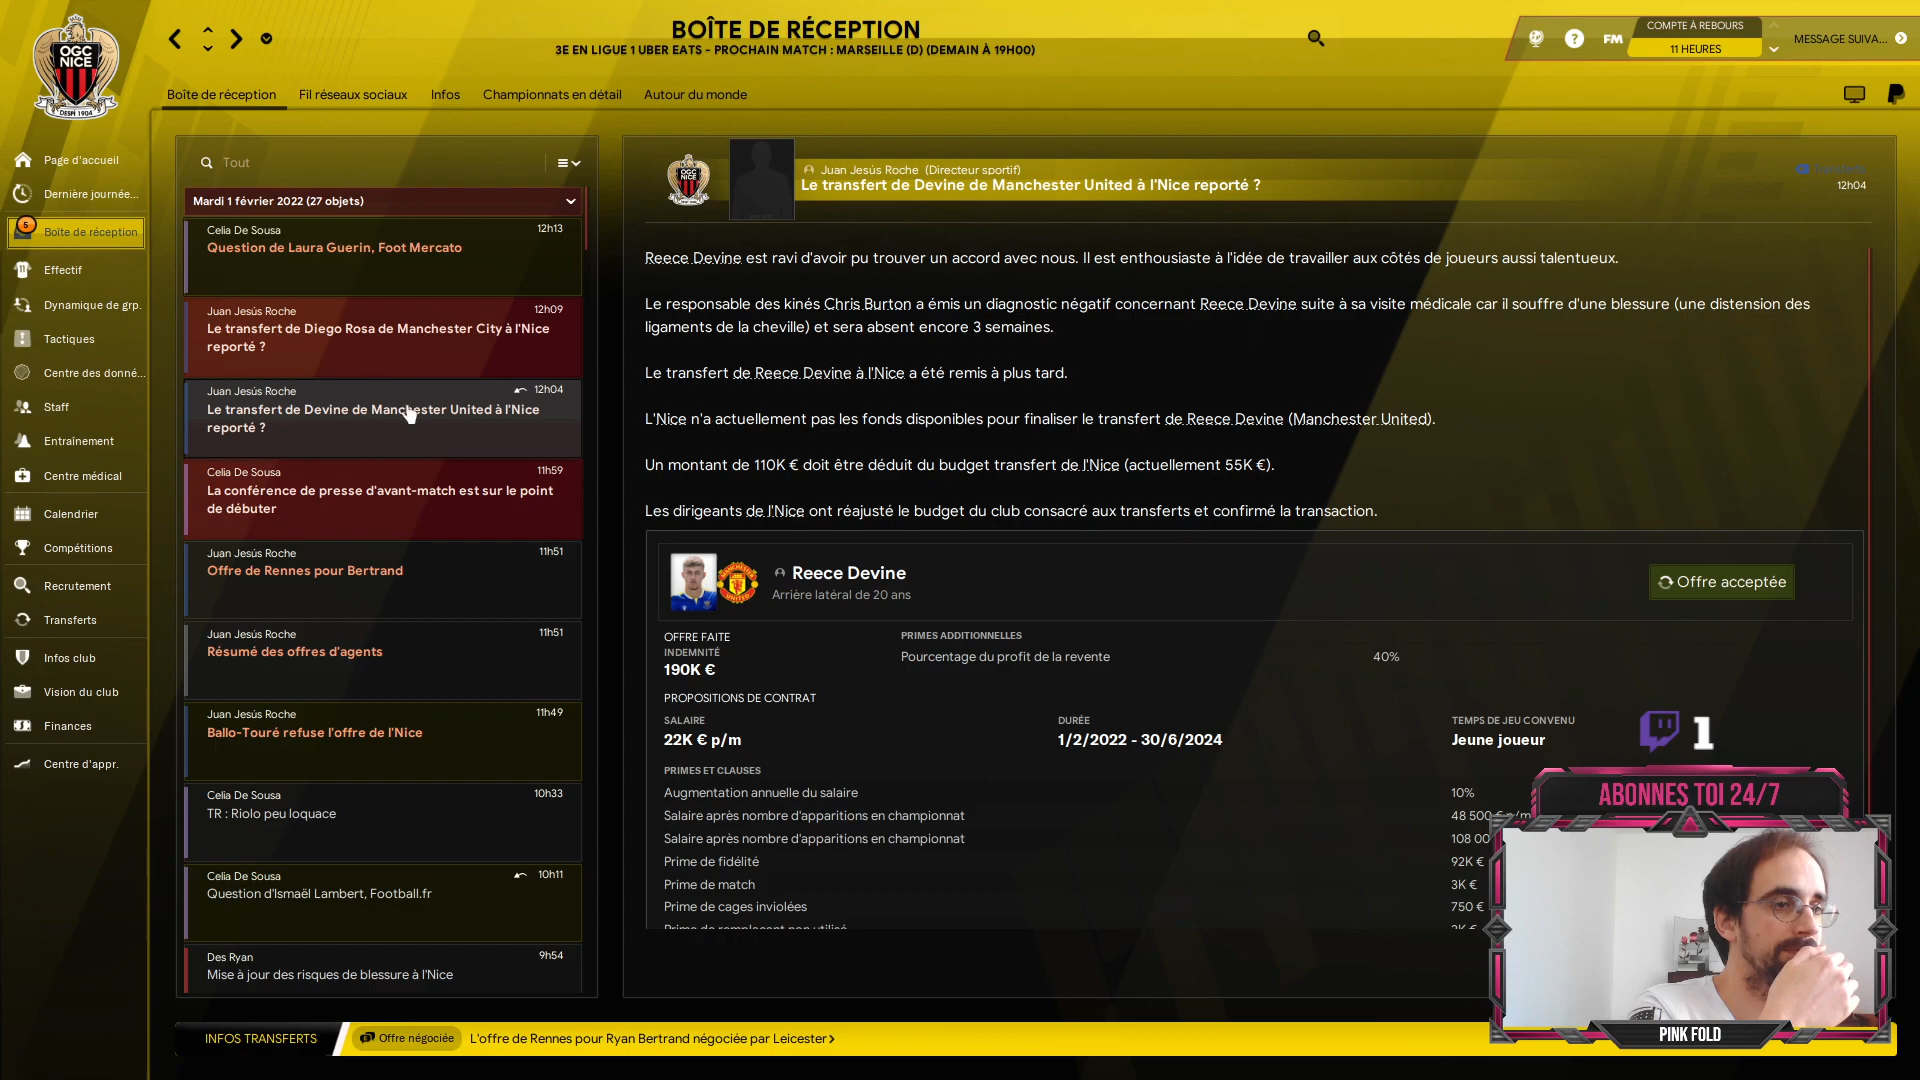 BOÎTE DE RÉCEPTION
3E EN LIGUE 1 UBER EATS - PROCHAIN MATCH : MARSEILLE (D) (DEMAIN À 19H00)
FM
COMPTE À REBOURS
11 HEURES
MESSAGE SUIVA...
OGC
NICE
DEPUIS 1904
Boîte de réception
Fil réseaux sociaux
Infos
Championnats en détail
Autour du monde
Page d'accueil
Dernière journée...
5
Boîte de réception
Effectif
Dynamique de grp.
Tactiques
Centre des donné...
Staff
Entraînement
Centre médical
Calendrier
Compétitions
Recrutement
Transferts
Infos club
Vision du club
Finances
Centre d'appr.
Tout
Mardi 1 février 2022 (27 objets)
Celia De Sousa
12h13
Question de Laura Guerin, Foot Mercato
Juan Jesús Roche
12h09
Le transfert de Diego Rosa de Manchester City à l'Nice
reporté ?
Juan Jesús Roche
12h04
Le transfert de Devine de Manchester United à l'Nice
reporté ?
Celia De Sousa
11h59
La conférence de presse d'avant-match est sur le point
de débuter
Juan Jesús Roche
11h51
Offre de Rennes pour Bertrand
Juan Jesús Roche
11h51
Résumé des offres d'agents
Juan Jesús Roche
11h49
Ballo-Touré refuse l'offre de l'Nice
Celia De Sousa
10h33
TR : Riolo peu loquace
Celia De Sousa
10h11
Question d'Ismaël Lambert, Football.fr
Des Ryan
9h54
Mise à jour des risques de blessure à l'Nice
Juan Jesús Roche (Directeur sportif)
Le transfert de Devine de Manchester United à l'Nice reporté ?
Transferts
12h04
Reece Devine est ravi d'avoir pu trouver un accord avec nous. Il est enthousiaste à l'idée de travailler aux côtés de joueurs aussi talentueux.
Le responsable des kinés Chris Burton a émis un diagnostic négatif concernant Reece Devine suite à sa visite médicale car il souffre d'une blessure (une distension des
ligaments de la cheville) et sera absent encore 3 semaines.
Le transfert de Reece Devine à l'Nice a été remis à plus tard.
L'Nice n'a actuellement pas les fonds disponibles pour finaliser le transfert de Reece Devine (Manchester United).
Un montant de 110K € doit être déduit du budget transfert de l'Nice (actuellement 55K €).
Les dirigeants de l'Nice ont réajusté le budget du club consacré aux transferts et confirmé la transaction.
Reece Devine
Arrière latéral de 20 ans
Offre acceptée
OFFRE FAITE
INDEMNITÉ
190K €
PRIMES ADDITIONNELLES
Pourcentage du profit de la revente
40%
PROPOSITIONS DE CONTRAT
SALAIRE
22K € p/m
DURÉE
1/2/2022 - 30/6/2024
TEMPS DE JEU CONVENU
Jeune joueur
PRIMES ET CLAUSES
Augmentation annuelle du salaire
10%
Salaire après nombre d'apparitions en championnat
48 500 € p/m
Salaire après nombre d'apparitions en championnat
108 00
Prime de fidélité
92K €
Prime de match
3K €
Prime de cages inviolées
750 €
Prime de remplaçant non utilisé
2K €
1
ABONNES TOI 24/7
PINK FOLD
INFOS TRANSFERTS
Offre négociée
L'offre de Rennes pour Ryan Bertrand négociée par Leicester